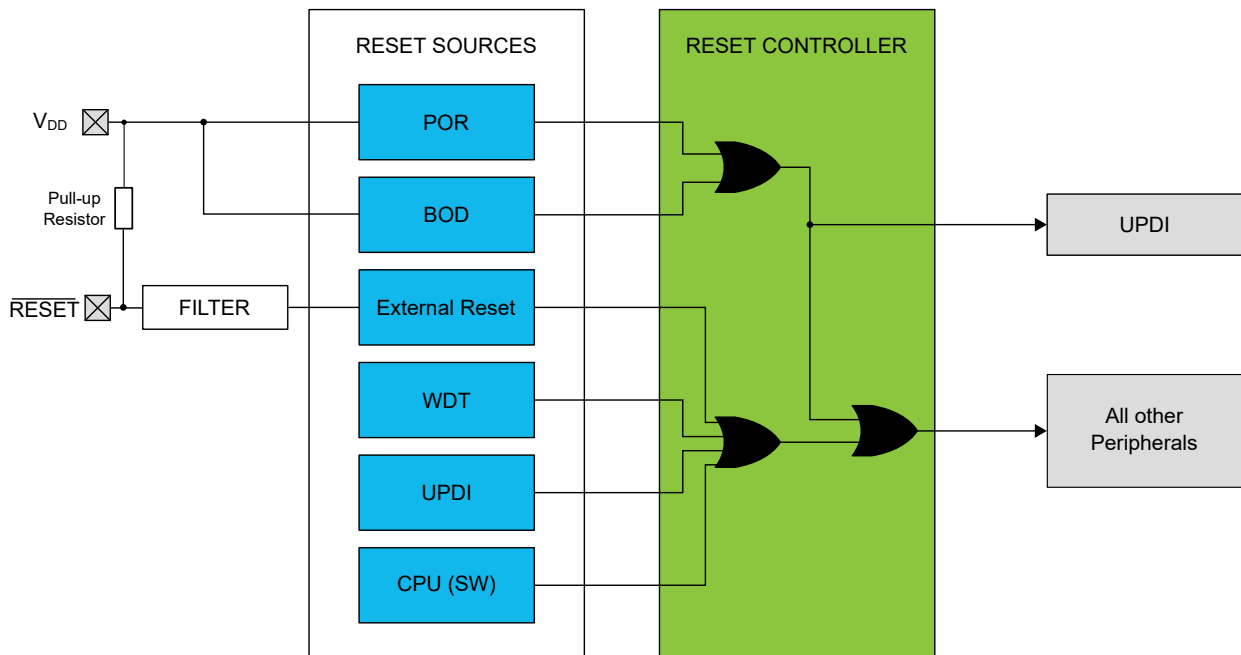 RESET SOURCES
RESET CONTROLLER
VDD
POR
Pull-up
Resistor
BOD
UPDI
RESET
FILTER
External Reset
WDT
All other
Peripherals
UPDI
CPU (SW)